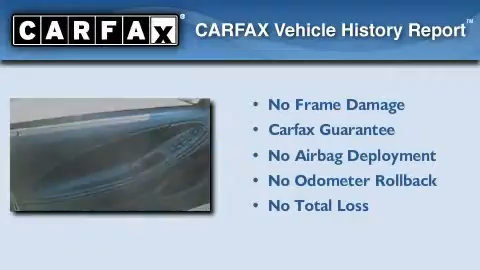 CARFAX®
CARFAX Vehicle History Report™
• No Frame Damage
• Carfax Guarantee
• No Airbag Deployment
• No Odometer Rollback
• No Total Loss